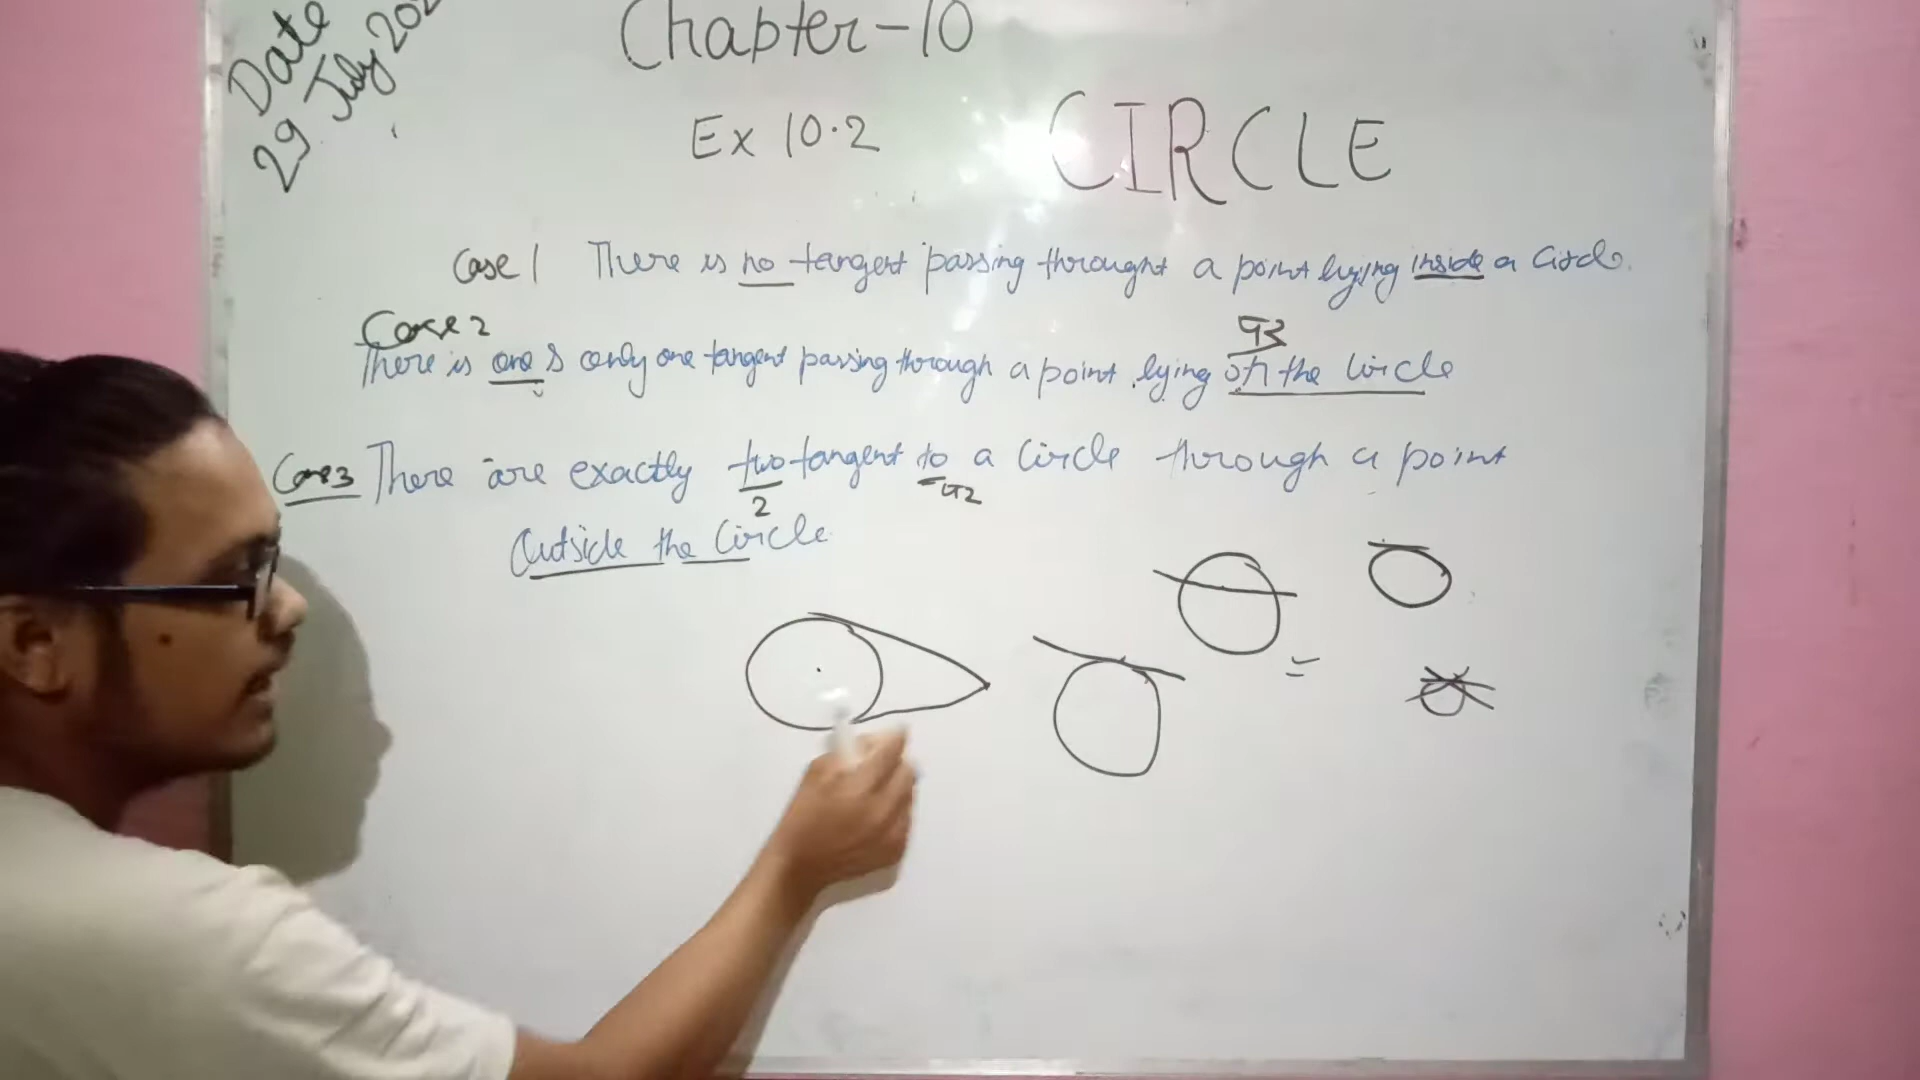 Date
29 July 202
Chapter-10
Ex 10.2
CIRCLE
Case 1 There is no tangent passing throught a point lying inside a Circle.
Case 2
पर
There is one & only one tangent passing through a point lying on the Circle
Case 3 There are exactly two tangent to a Circle through a point
2
Outside the Circle